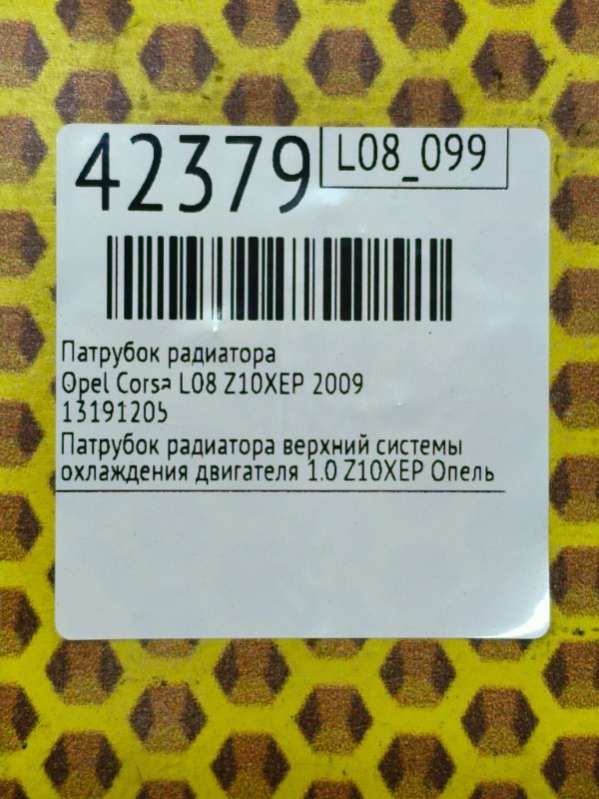 42379
L08_099
Патрубок радиатора
Opel Corsa L08 Z10XEP 2009
13191205
Патрубок радиатора верхний системы
охлаждения двигателя 1.0 Z10XEP Опель